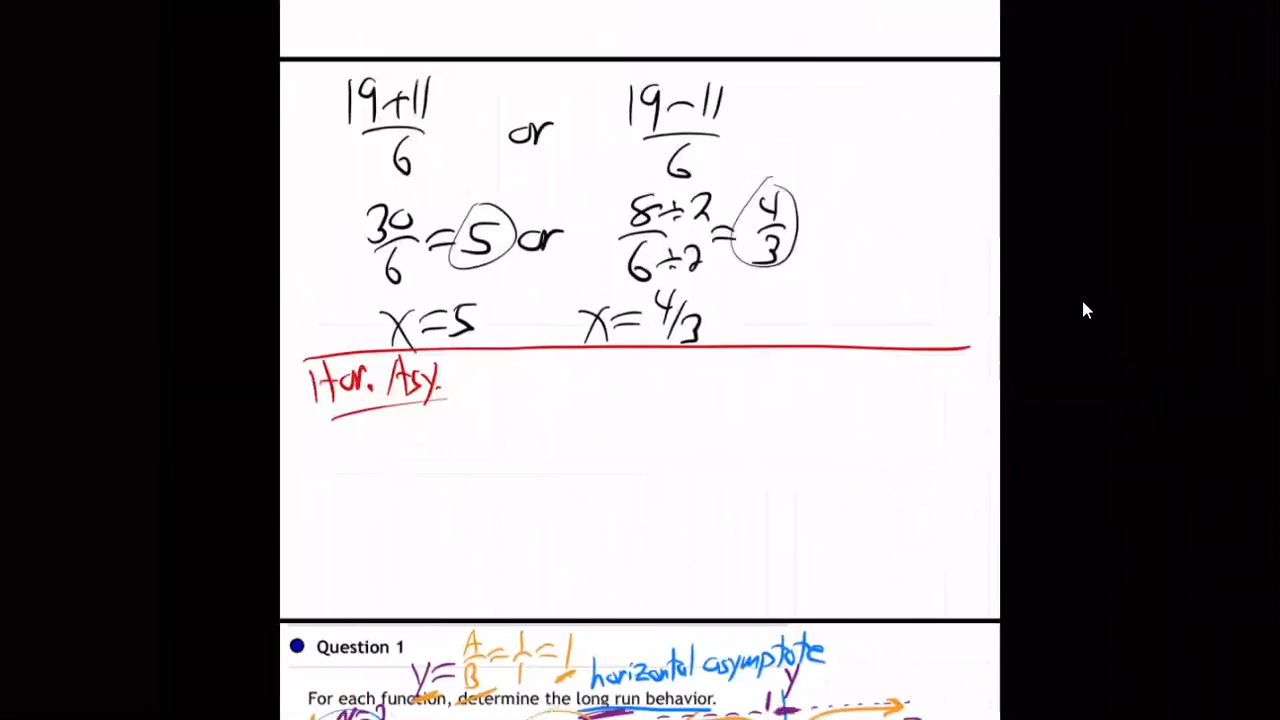 19+11/6 or 19-11/6
30/6 = 5 or 8÷2/6÷2 = 4/3
x=5 x=4/3
Hor. Asy.
Question 1
y= A/B = 1/1 = 1 horizontal asymptote
y
For each function, determine the long run behavior.
1